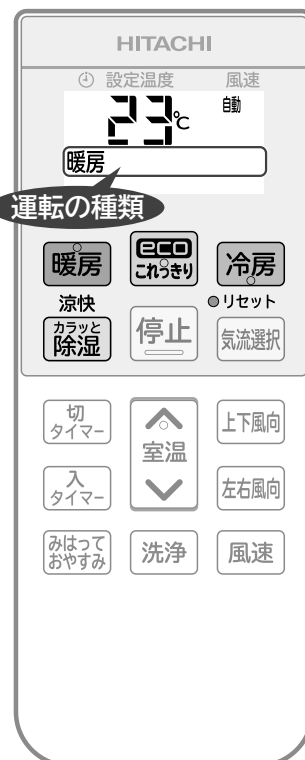 HITACHI
設定温度 風速
23℃ 自動
暖房
運転の種類
暖房 eco これっきり 冷房
涼快 リセット
カラッと
除湿
停止
気流選択
切
タイマー
室温
上下風向
入
タイマー
左右風向
みはって
おやすみ
洗浄
風速